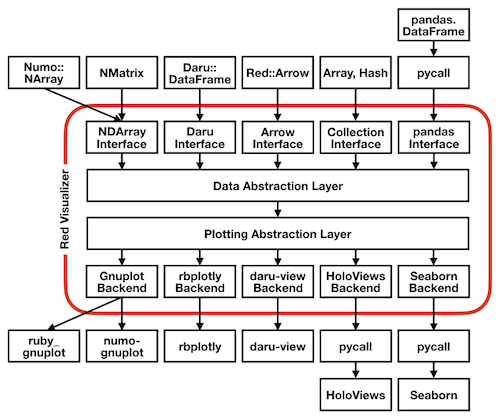 pandas.
DataFrame
Numo::
NArray
NMatrix
Daru::
DataFrame
Red::Arrow
Array, Hash
pycall
Red Visualizer
NDArray
Interface
Daru
Interface
Arrow
Interface
Collection
Interface
pandas
Interface
Data Abstraction Layer
Plotting Abstraction Layer
Gnuplot
Backend
rbplotly
Backend
daru-view
Backend
HoloViews
Backend
Seaborn
Backend
ruby_
gnuplot
numo-
gnuplot
rbplotly
daru-view
pycall
pycall
HoloViews
Seaborn